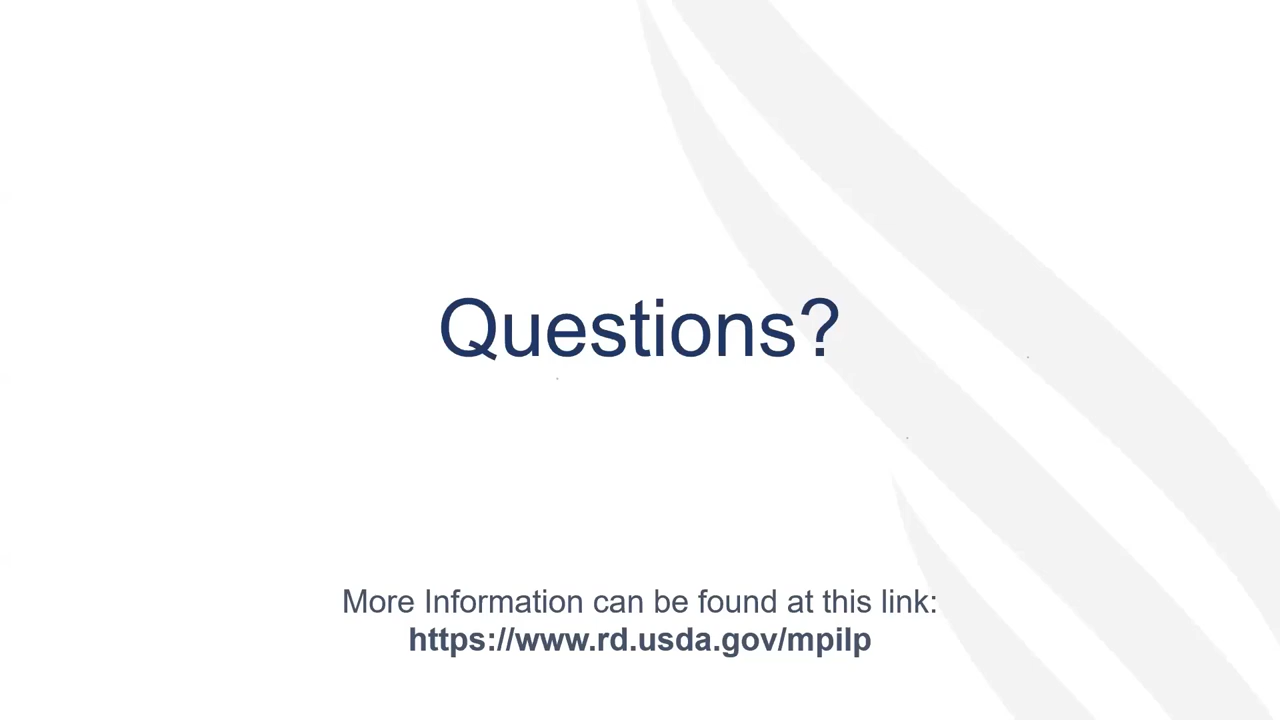 Questions?
More Information can be found at this link:
https://www.rd.usda.gov/mpilp